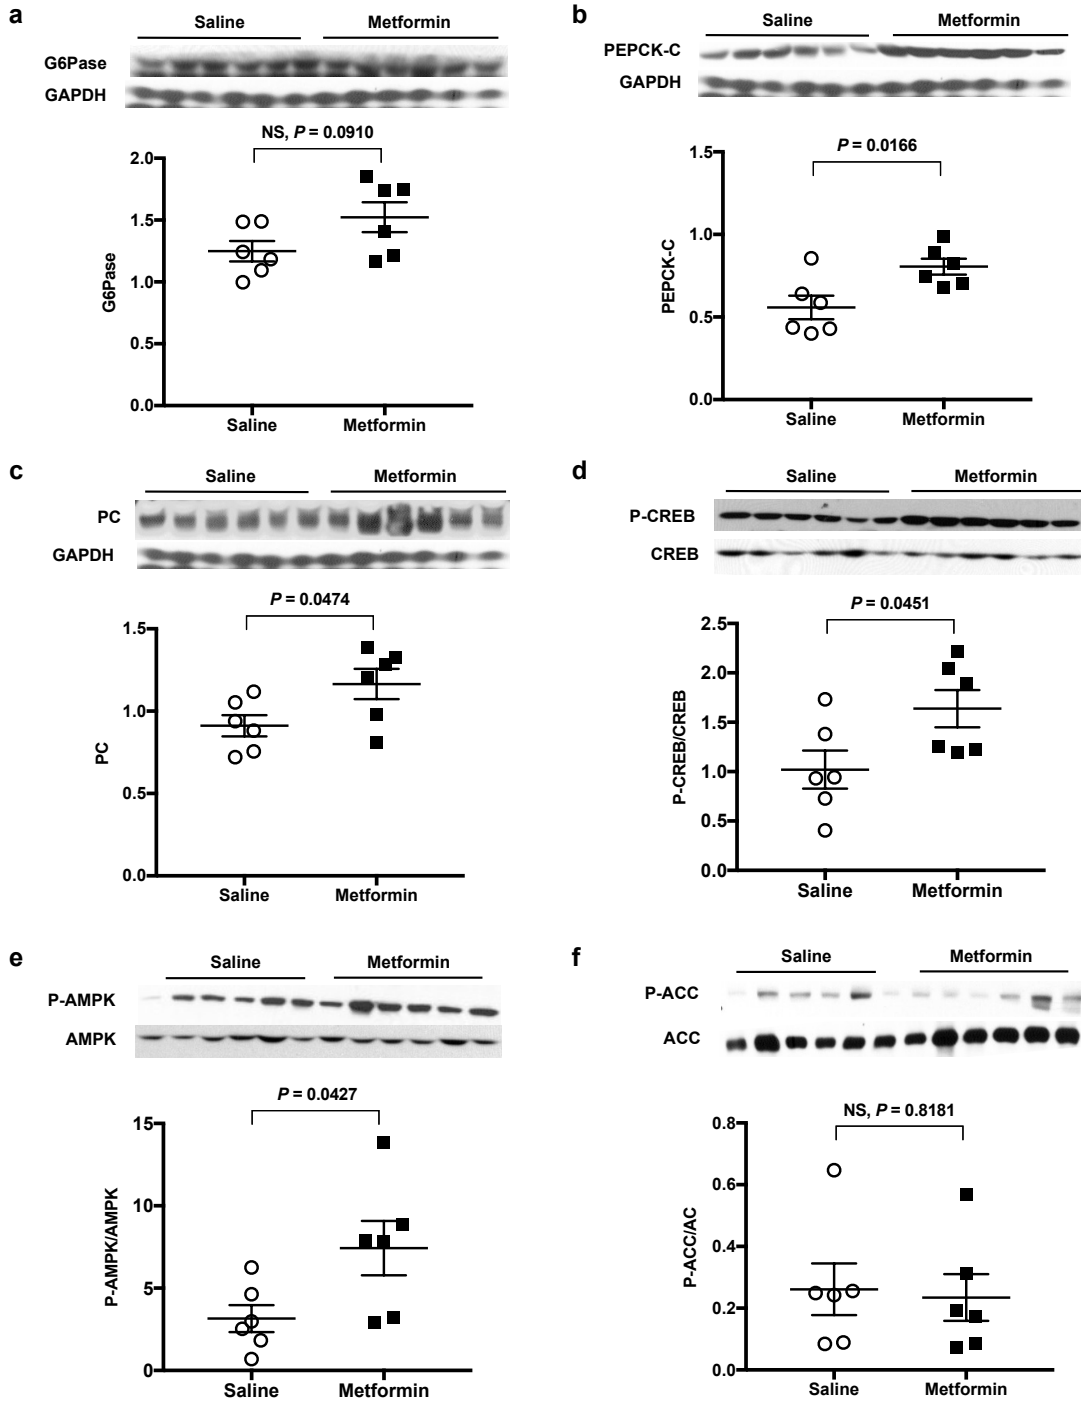 a
Saline Metformin
G6Pase
GAPDH
NS, P = 0.0910
2.0
1.5
1.0
0.5
0.0
G6Pase
Saline Metformin
b
Saline Metformin
PEPCK-C
GAPDH
P = 0.0166
1.5
1.0
0.5
0.0
PEPCK-C
Saline Metformin
c
Saline Metformin
PC
GAPDH
P = 0.0474
1.5
1.0
0.5
0.0
PC
Saline Metformin
d
Saline Metformin
P-CREB
CREB
P = 0.0451
2.5
2.0
1.5
1.0
0.5
0.0
P-CREB/CREB
Saline Metformin
e
Saline Metformin
P-AMPK
AMPK
P = 0.0427
15
10
5
0
P-AMPK/AMPK
Saline Metformin
f
Saline Metformin
P-ACC
ACC
NS, P = 0.8181
0.8
0.6
0.4
0.2
0.0
P-ACC/AC
Saline Metformin